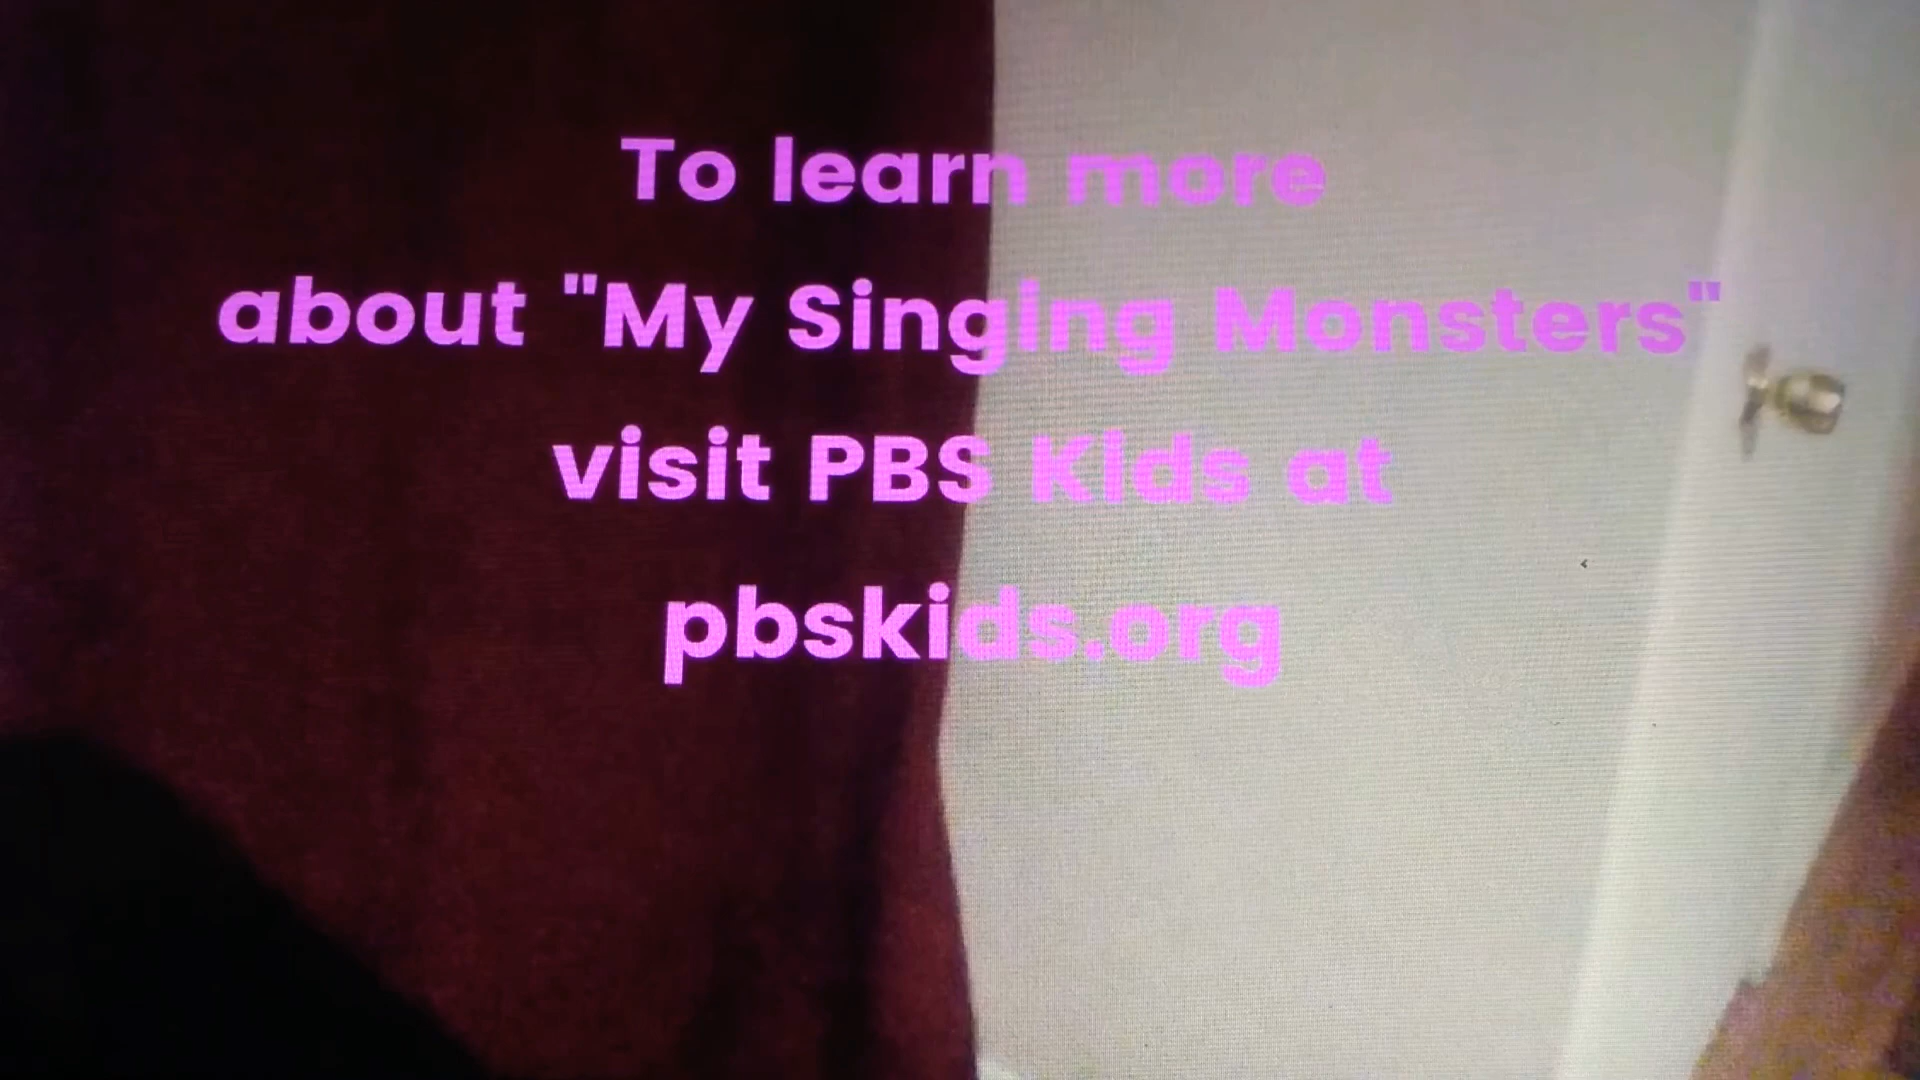 To learn more
about "My Singing Monsters"
visit PBS Kids at
pbskids.org